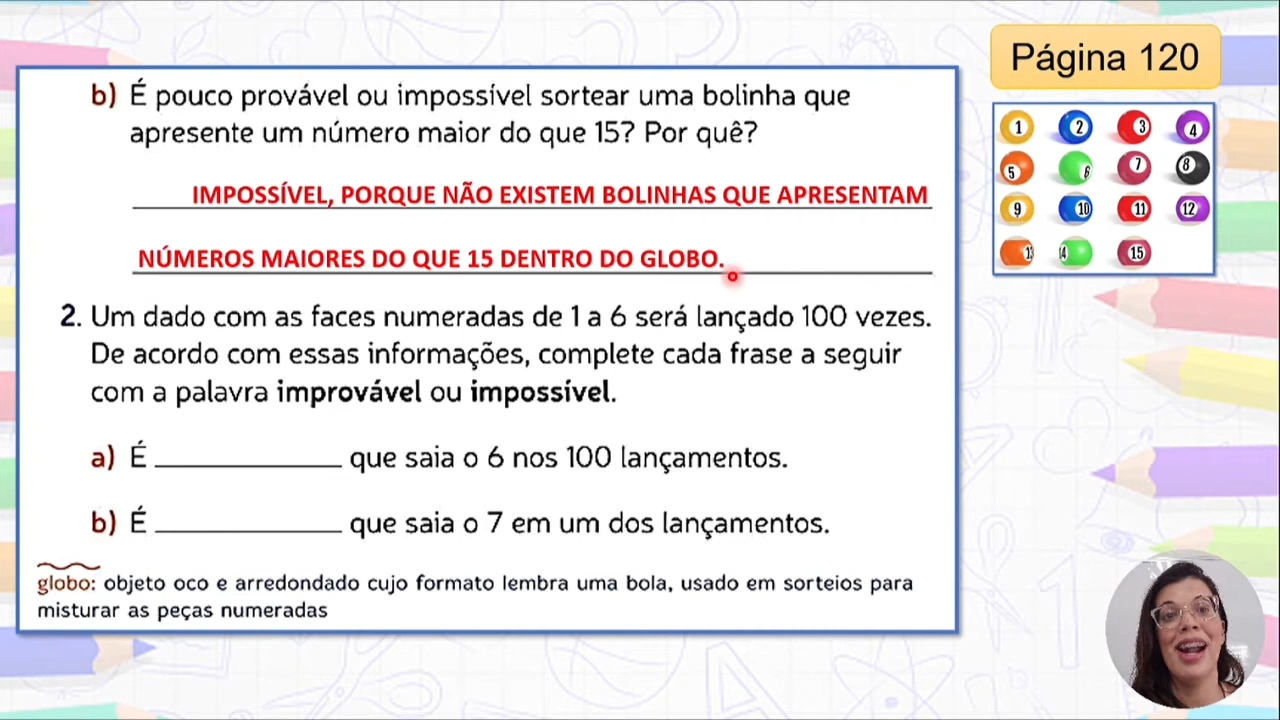 Página 120
b) É pouco provável ou impossível sortear uma bolinha que
apresente um número maior do que 15? Por quê?
IMPOSSÍVEL, PORQUE NÃO EXISTEM BOLINHAS QUE APRESENTAM
NÚMEROS MAIORES DO QUE 15 DENTRO DO GLOBO.
2. Um dado com as faces numeradas de 1 a 6 será lançado 100 vezes.
De acordo com essas informações, complete cada frase a seguir
com a palavra improvável ou impossível.
a) É ____________ que saia o 6 nos 100 lançamentos.
b) É ____________ que saia o 7 em um dos lançamentos.
globo: objeto oco e arredondado cujo formato lembra uma bola, usado em sorteios para
misturar as peças numeradas
1 2 3 4
5 6 7 8
9 10 11 12
13 14 15